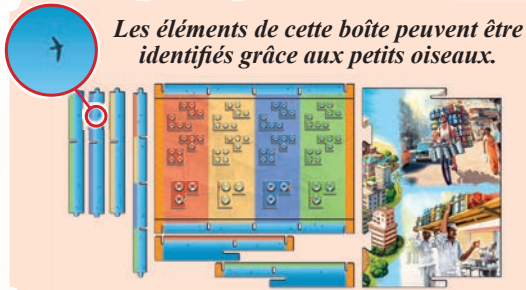 Les éléments de cette boîte peuvent être
identifiés grâce aux petits oiseaux.